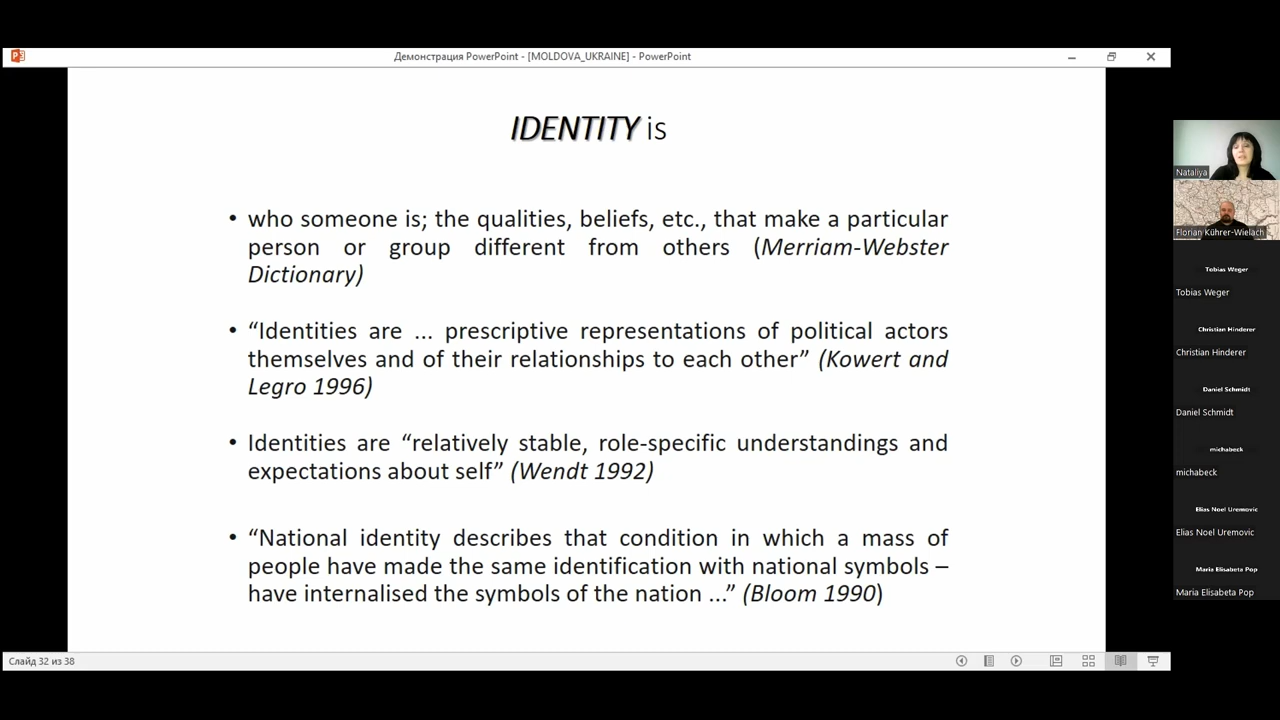 Демонстрация PowerPoint - [MOLDOVA_UKRAINE] - PowerPoint
IDENTITY is
• who someone is; the qualities, beliefs, etc., that make a particular
person or group different from others (Merriam-Webster
Dictionary)
• “Identities are ... prescriptive representations of political actors
themselves and of their relationships to each other” (Kowert and
Legro 1996)
• Identities are “relatively stable, role-specific understandings and
expectations about self” (Wendt 1992)
• “National identity describes that condition in which a mass of
people have made the same identification with national symbols –
have internalised the symbols of the nation ...” (Bloom 1990)
Слайд 32 из 38
Nataliya
Florian Kührer-Wielach
Tobias Weger
Tobias Weger
Christian Hinderer
Christian Hinderer
Daniel Schmidt
Daniel Schmidt
michabeck
michabeck
Elias Noel Uremovic
Elias Noel Uremovic
Maria Elisabeta Pop
Maria Elisabeta Pop